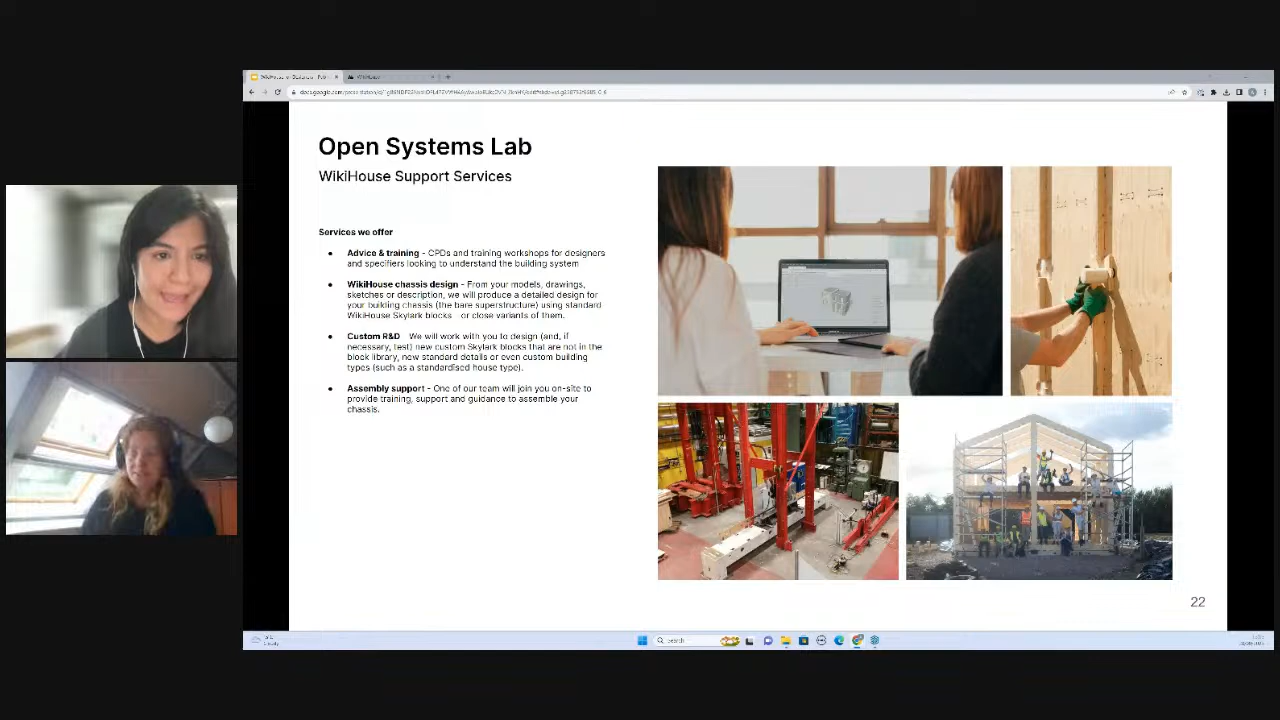 Open Systems Lab
WikiHouse Support Services
Services we offer
● Advice & training - CPDs and training workshops for designers
and specifiers looking to understand the building system
● WikiHouse chassis design - From your models, drawings,
sketches or description, we will produce a detailed design for
your building chassis (the bare superstructure) using standard
WikiHouse Skylark blocks or close variants of them.
● Custom R&D We will work with you to design (and, if
necessary, test) new custom Skylark blocks that are not in the
block library, new standard details or even custom building
types (such as a standardised house type).
● Assembly support - One of our team will join you on-site to
provide training, support and guidance to assemble your
chassis.
22
Search